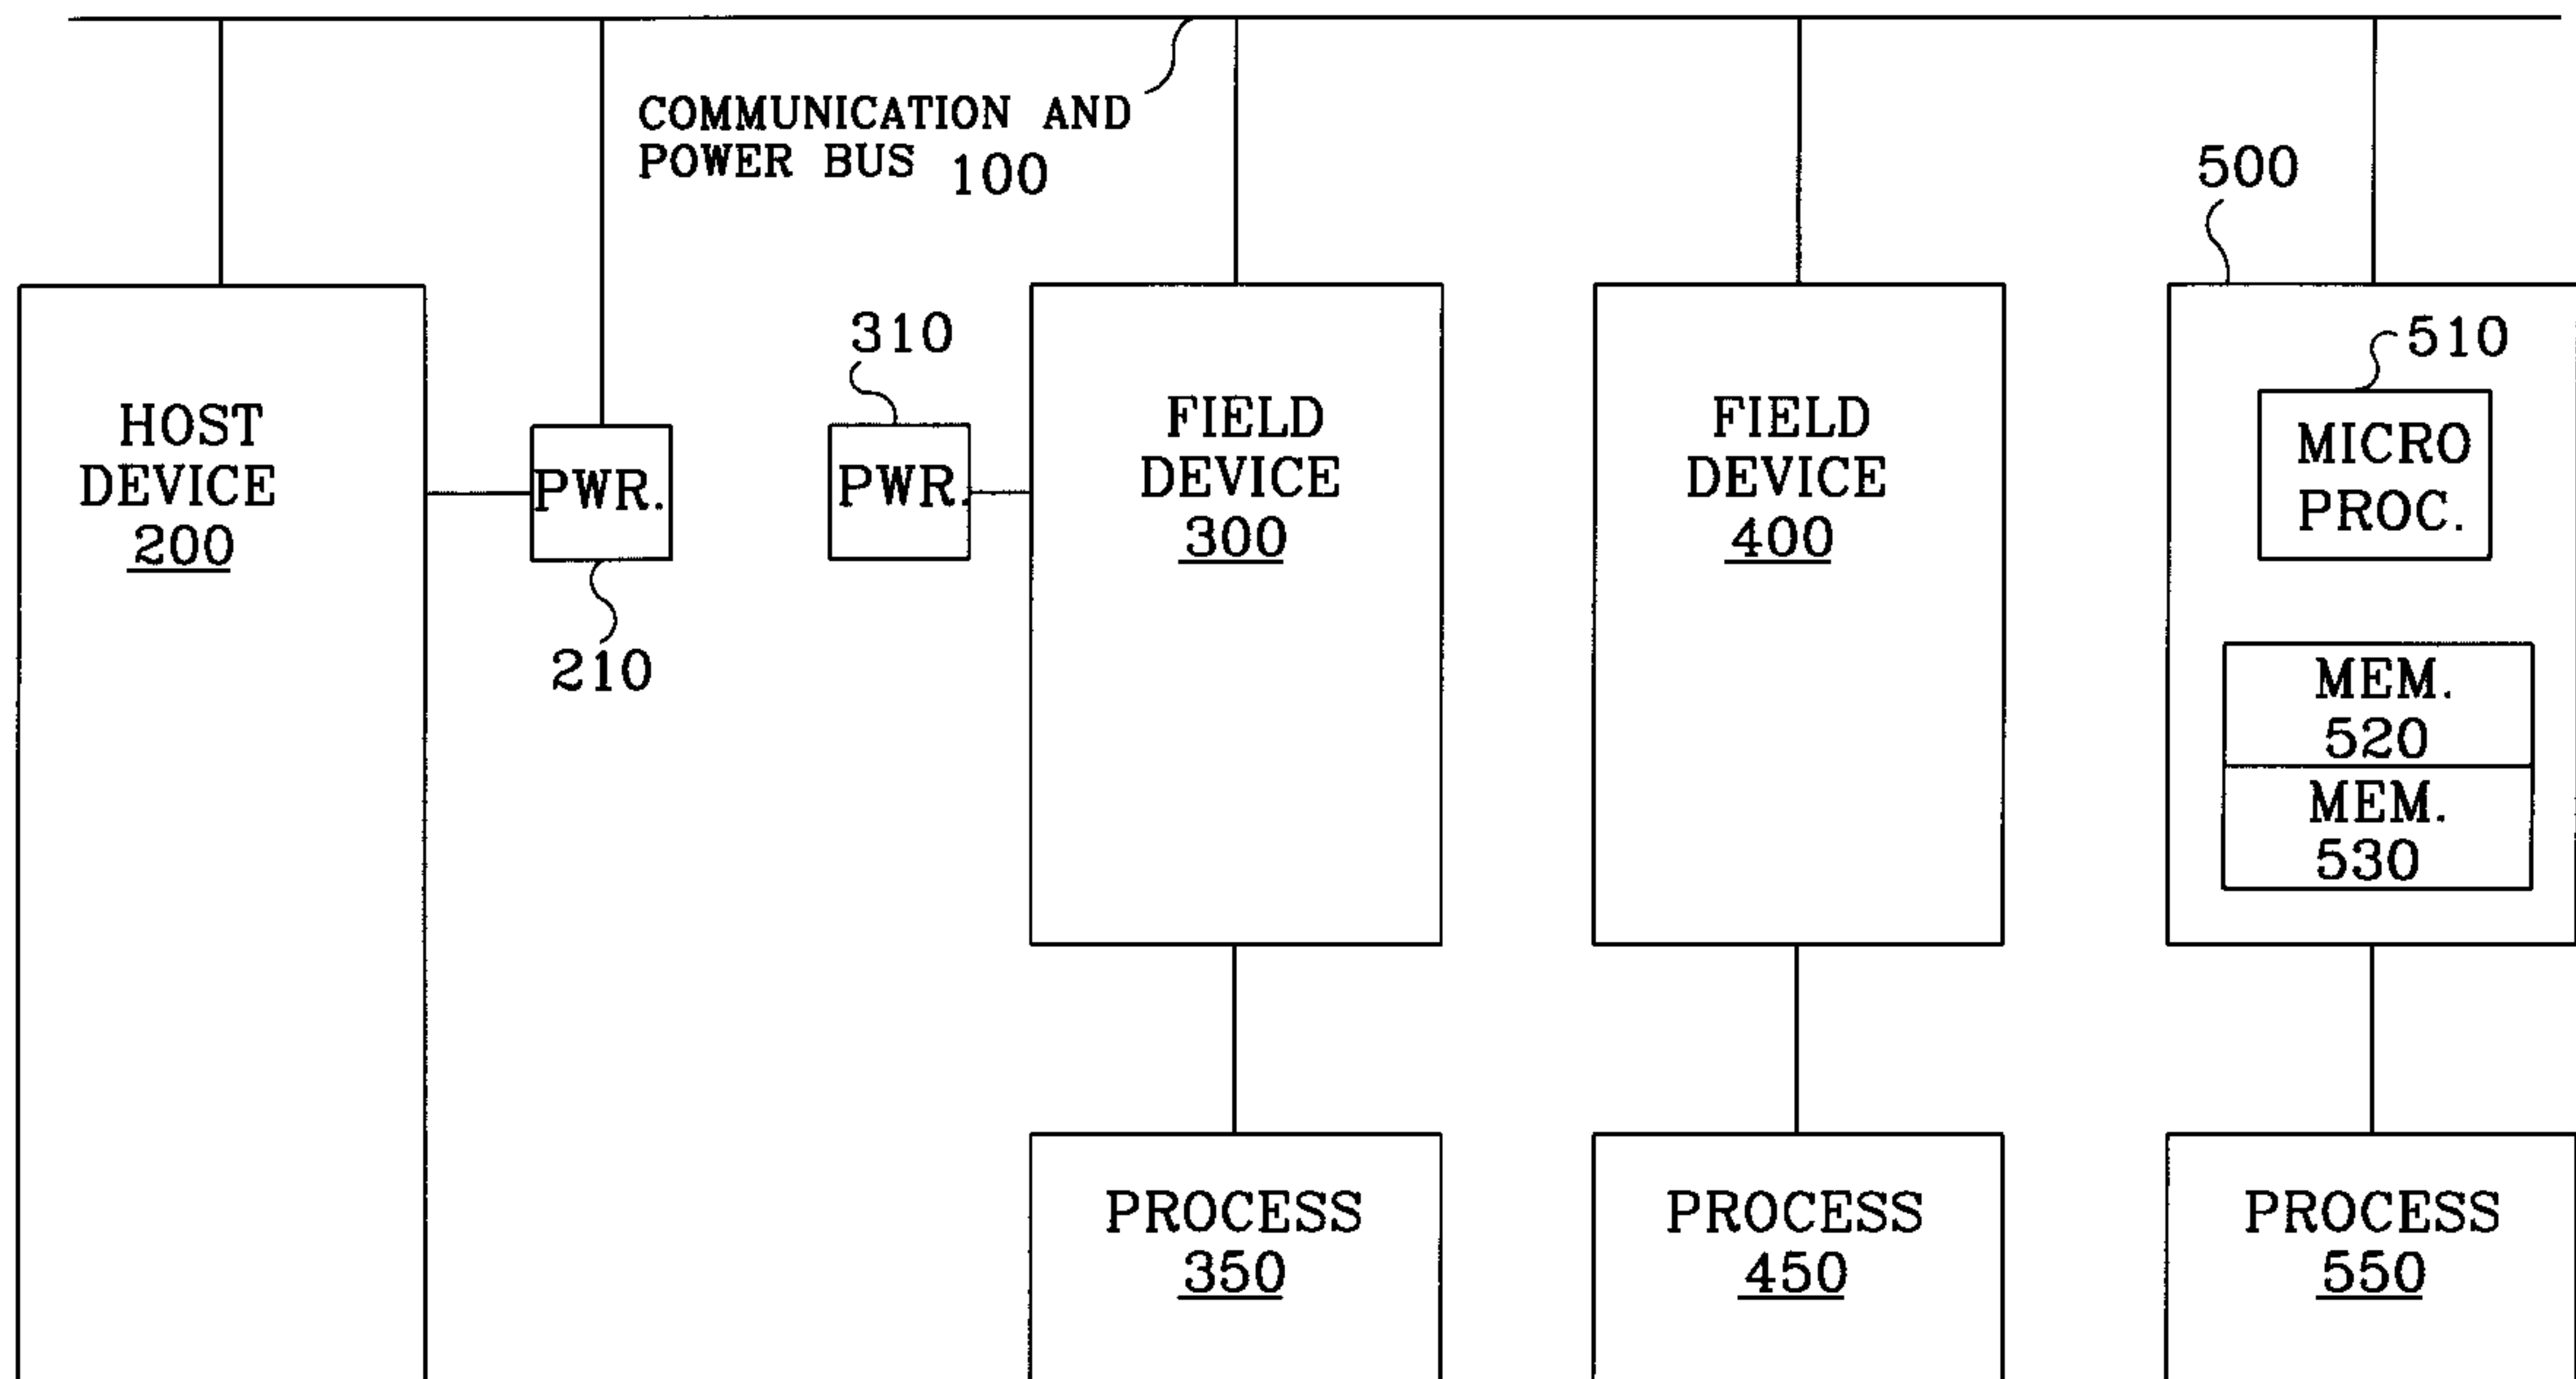 COMMUNICATION AND
POWER BUS 100
500
HOST
DEVICE
200
PWR.
210
310
PWR.
FIELD
DEVICE
300
FIELD
DEVICE
400
510
MICRO
PROC.
MEM.
520
MEM.
530
PROCESS
350
PROCESS
450
PROCESS
550